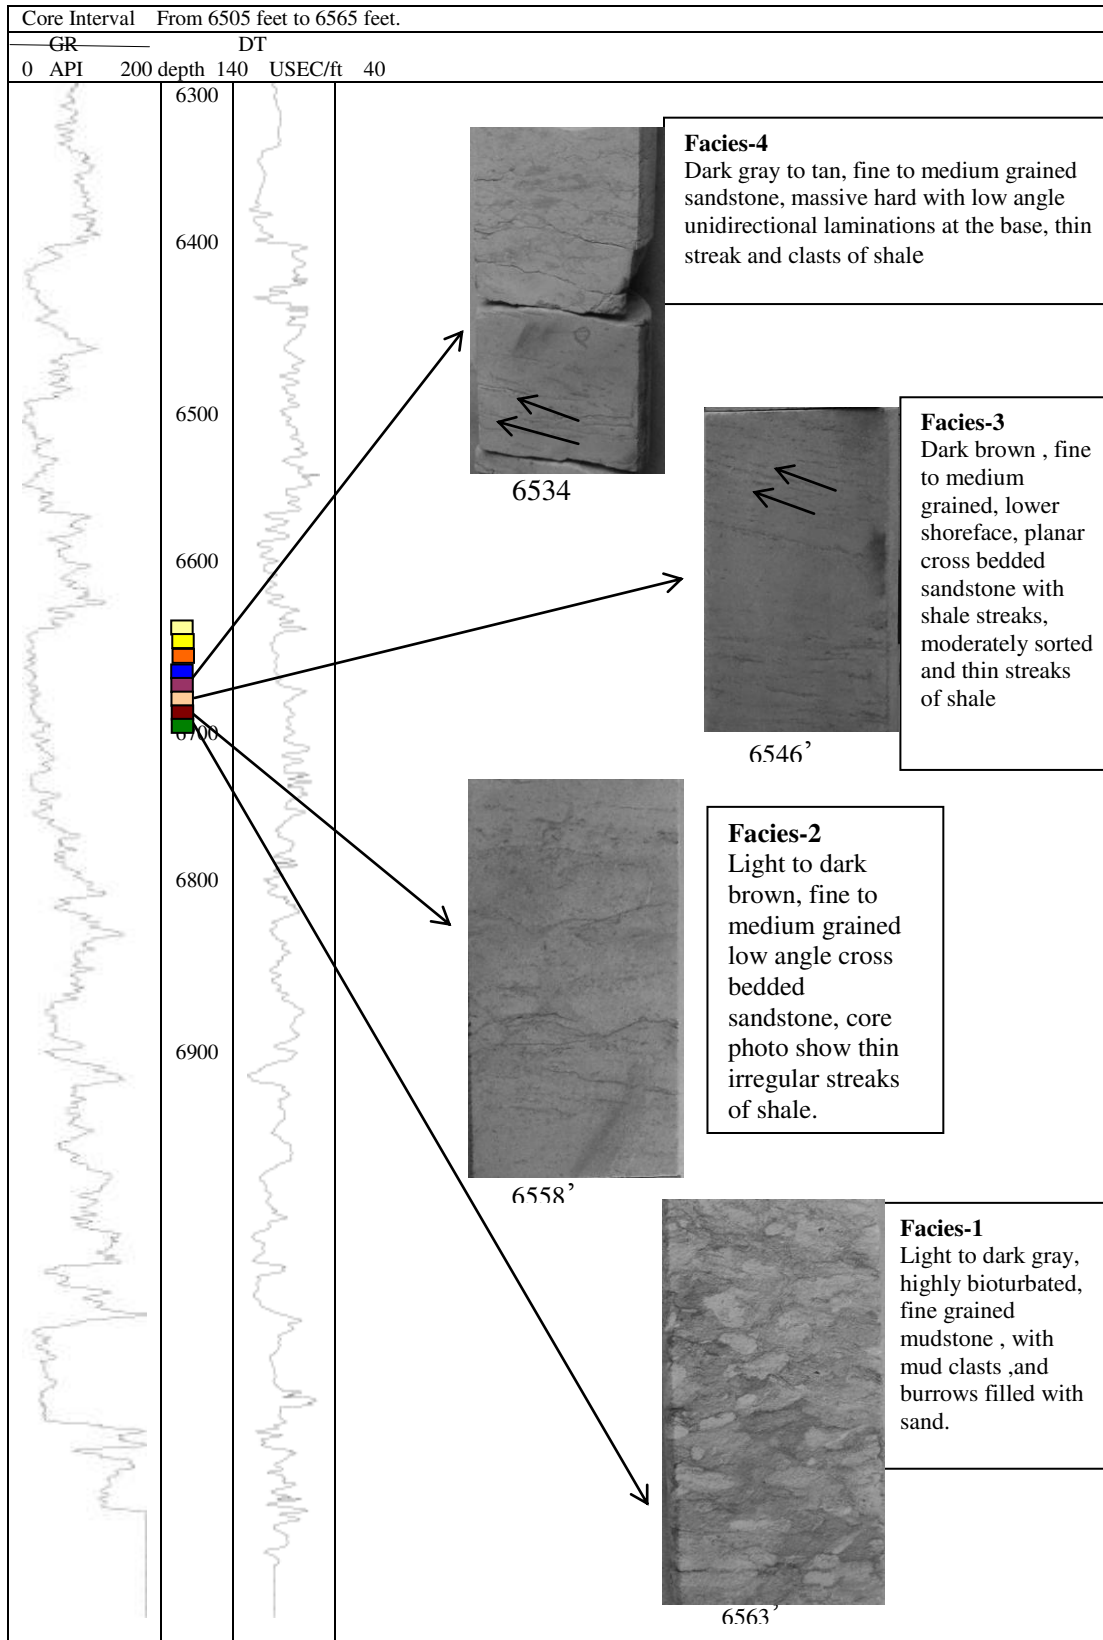 Core Interval From 6505 feet to 6565 feet.
GR DT
0 API 200 depth 140 USEC/ft 40
6300
6400
6500
6600
6700
6800
6900
Facies-4
Dark gray to tan, fine to medium grained
sandstone, massive hard with low angle
unidirectional laminations at the base, thin
streak and clasts of shale
6534
Facies-3
Dark brown , fine
to medium
grained, lower
shoreface, planar
cross bedded
sandstone with
shale streaks,
moderately sorted
and thin streaks
of shale
6546’
Facies-2
Light to dark
brown, fine to
medium grained
low angle cross
bedded
sandstone, core
photo show thin
irregular streaks
of shale.
6558’
Facies-1
Light to dark gray,
highly bioturbated,
fine grained
mudstone , with
mud clasts ,and
burrows filled with
sand.
6563’